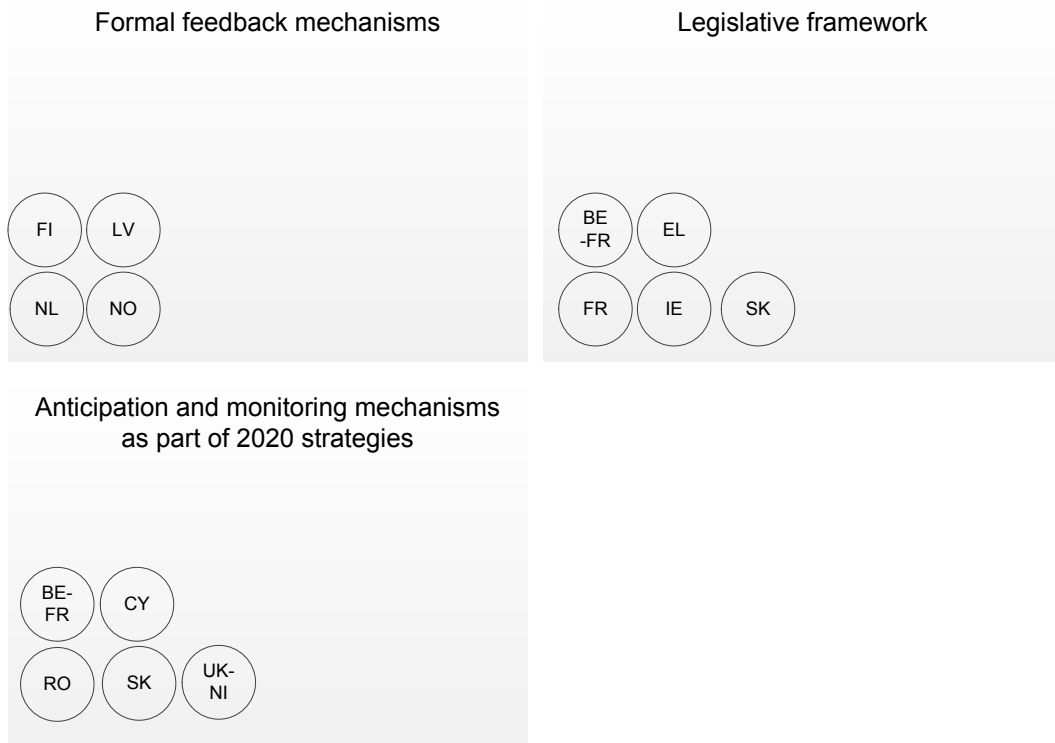 Formal feedback mechanisms
FI
LV
NL
NO
Legislative framework
BE
-FR
EL
FR
IE
SK
Anticipation and monitoring mechanisms
as part of 2020 strategies
BE-
FR
CY
RO
SK
UK-
NI